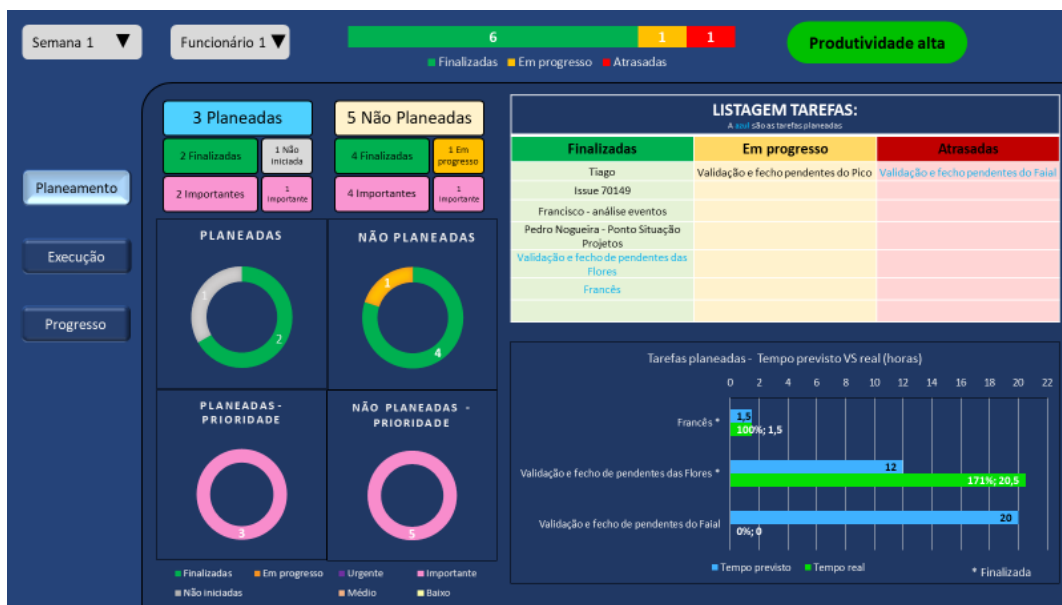 Semana 1 ▼
Funcionário 1 ▼
6
1
1
Finalizadas
Em progresso
Atrasadas
Produtividade alta
Planeamento
Execução
Progresso
3 Planeadas
5 Não Planeadas
2 Finalizadas
1 Não
iniciada
4 Finalizadas
1 Em
progresso
2 Importantes
1
Importante
4 Importantes
1
Importante
PLANEADAS
1
2
NÃO PLANEADAS
1
4
PLANEADAS-
PRIORIDADE
3
NÃO PLANEADAS -
PRIORIDADE
5
Finalizadas
Em progresso
Urgente
Importante
Não iniciadas
Médio
Baixo
LISTAGEM TAREFAS:
A azul são as tarefas planeadas
Finalizadas
Em progresso
Atrasadas
Tiago
Validação e fecho pendentes do Pico
Validação e fecho pendentes do Faial
Issue 70149
Francisco - análise eventos
Pedro Nogueira - Ponto Situação
Projetos
Validação e fecho de pendentes das
Flores
Francês
Tarefas planeadas - Tempo previsto VS real (horas)
0 2 4 6 8 10 12 14 16 18 20 22
Francês *
1,5
100%; 1,5
Validação e fecho de pendentes das Flores *
12
171%; 20,5
Validação e fecho de pendentes do Faial
20
0%; 0
Tempo previsto
Tempo real
* Finalizada